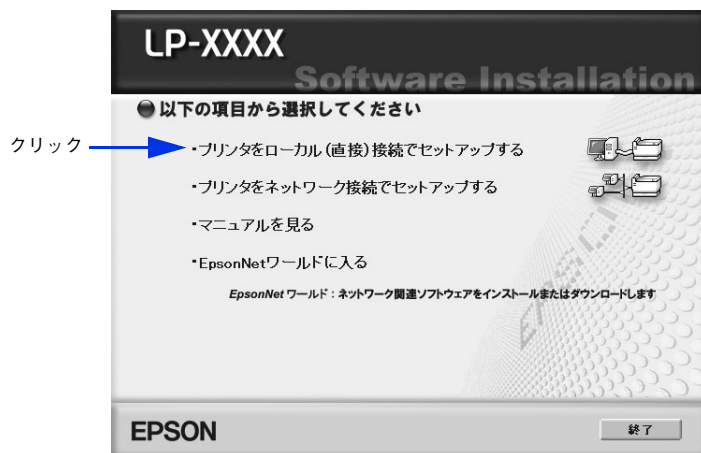 LP-XXXX
Software Installation
以下の項目から選択してください
クリック
・プリンタをローカル(直接)接続でセットアップする
・プリンタをネットワーク接続でセットアップする
・マニュアルを見る
・EpsonNetワールドに入る
EpsonNet ワールド：ネットワーク関連ソフトウェアをインストールまたはダウンロードします
EPSON
EPSON
終了